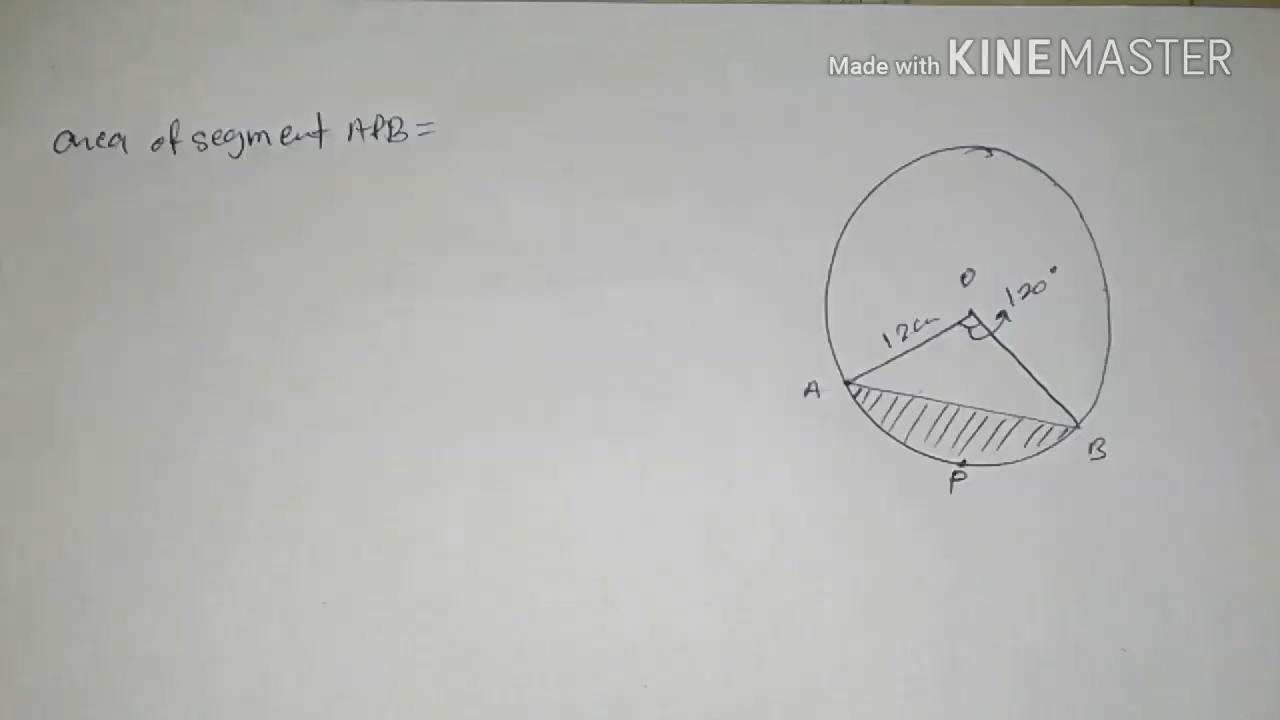 Made with KINEMASTER
area of segment APB =
O
120°
12cm
A
B
P